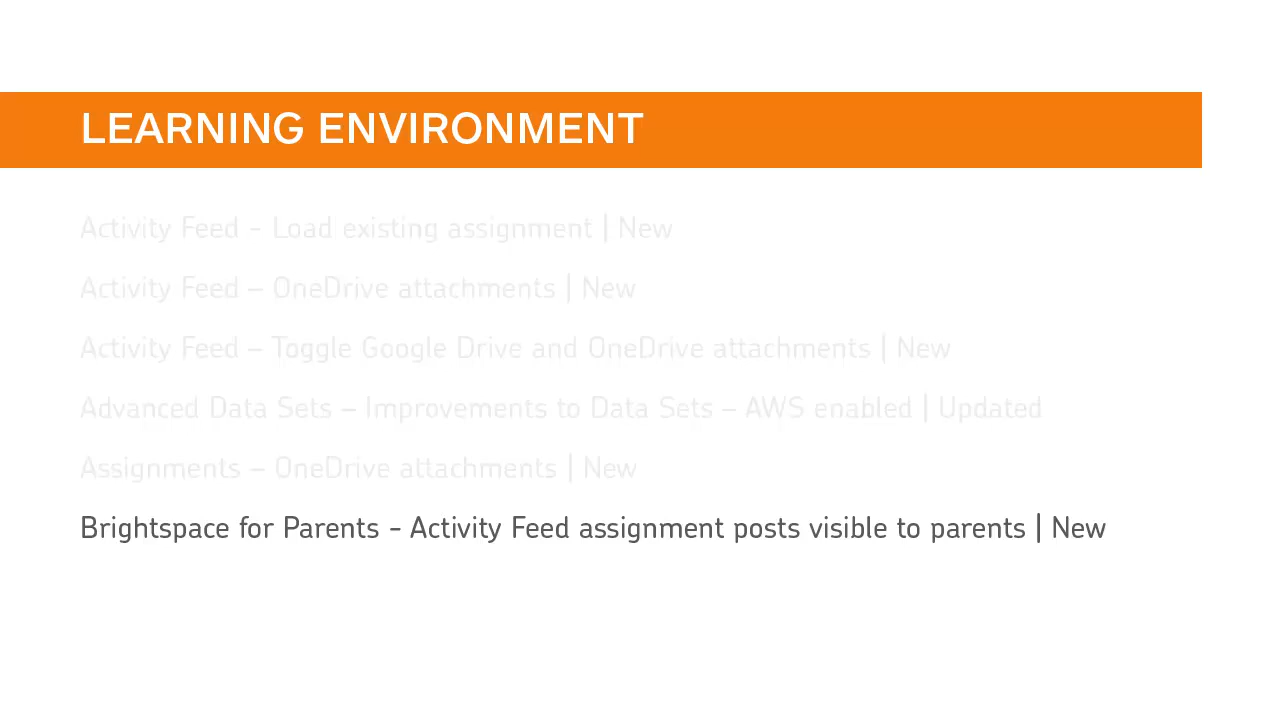 LEARNING ENVIRONMENT
Activity Feed - Load existing assignment | New
Activity Feed – OneDrive attachments | New
Activity Feed – Toggle Google Drive and OneDrive attachments | New
Advanced Data Sets – Improvements to Data Sets – AWS enabled | Updated
Assignments – OneDrive attachments | New
Brightspace for Parents - Activity Feed assignment posts visible to parents | New